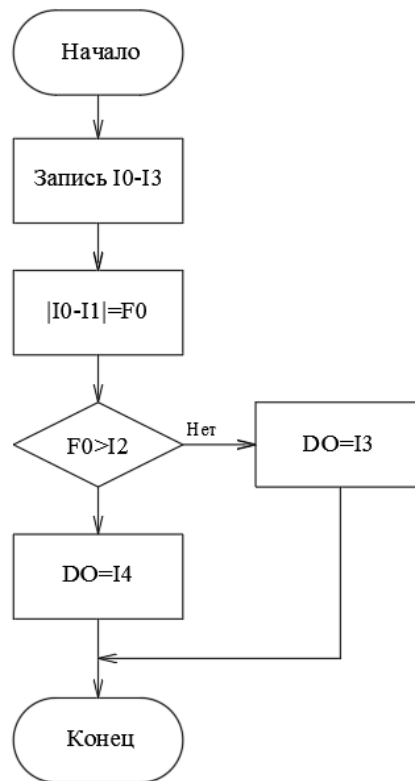 Начало
Запись I0-I3
|I0-I1|=F0
F0>I2
Нет
DO=I3
DO=I4
Конец